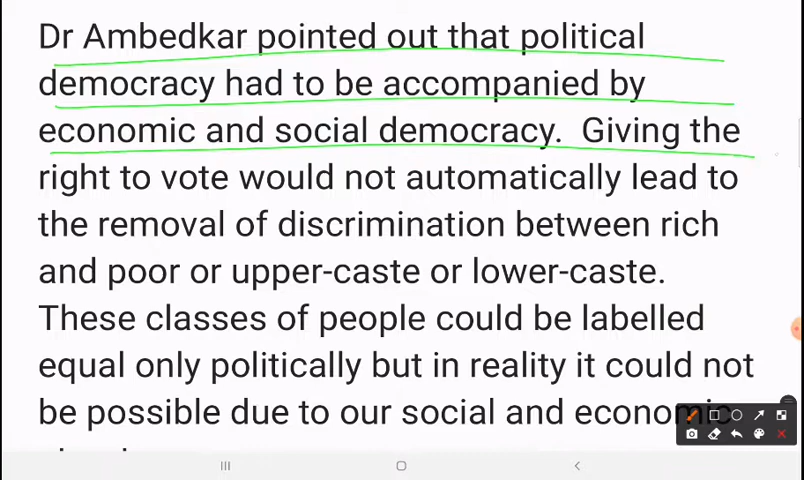 Dr Ambedkar pointed out that political
democracy had to be accompanied by
economic and social democracy.  Giving the
right to vote would not automatically lead to
the removal of discrimination between rich
and poor or upper-caste or lower-caste.
These classes of people could be labelled
equal only politically but in reality it could not
be possible due to our social and economic